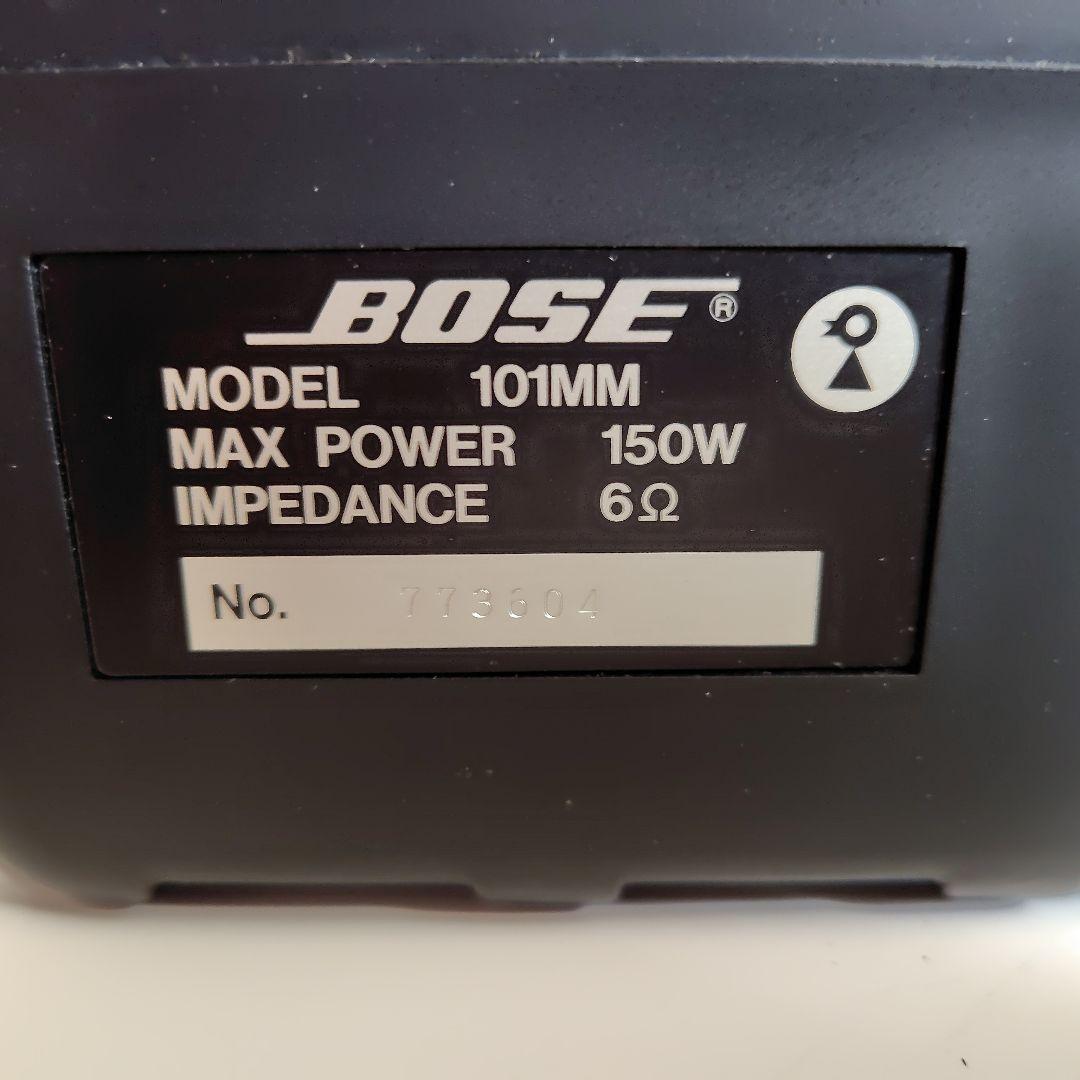 BOSE®
MODEL 101MM
MAX POWER 150W
IMPEDANCE 6Ω
No. 773604